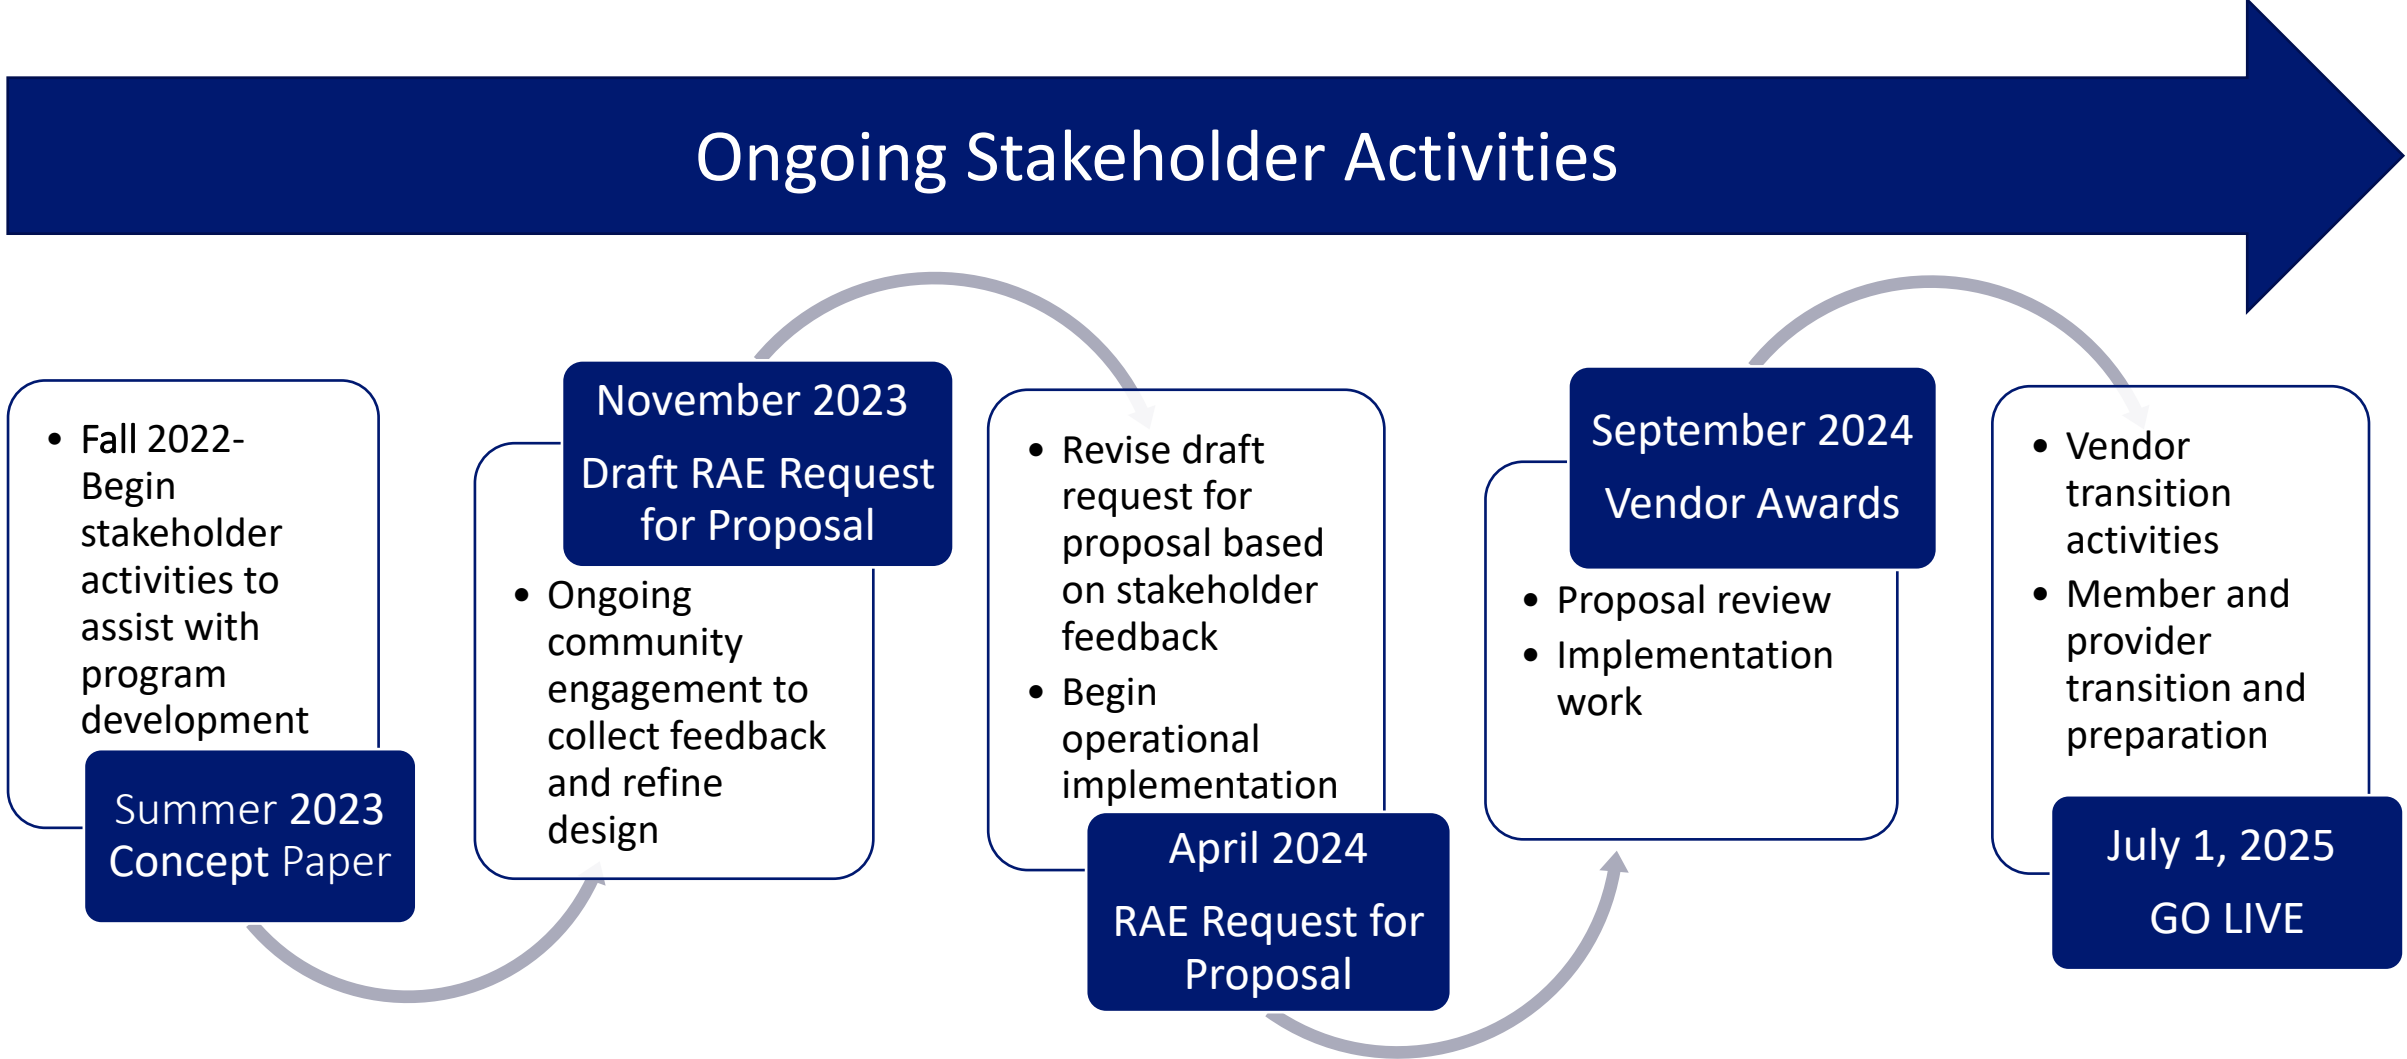 Ongoing Stakeholder Activities
• Fall 2022-
Begin
stakeholder
activities to
assist with
program
development
Summer 2023
Concept Paper
November 2023
Draft RAE Request
for Proposal
• Ongoing
community
engagement to
collect feedback
and refine
design
• Revise draft
request for
proposal based
on stakeholder
feedback
• Begin
operational
implementation
April 2024
RAE Request for
Proposal
September 2024
Vendor Awards
• Proposal review
• Implementation
work
• Vendor
transition
activities
• Member and
provider
transition and
preparation
July 1, 2025
GO LIVE